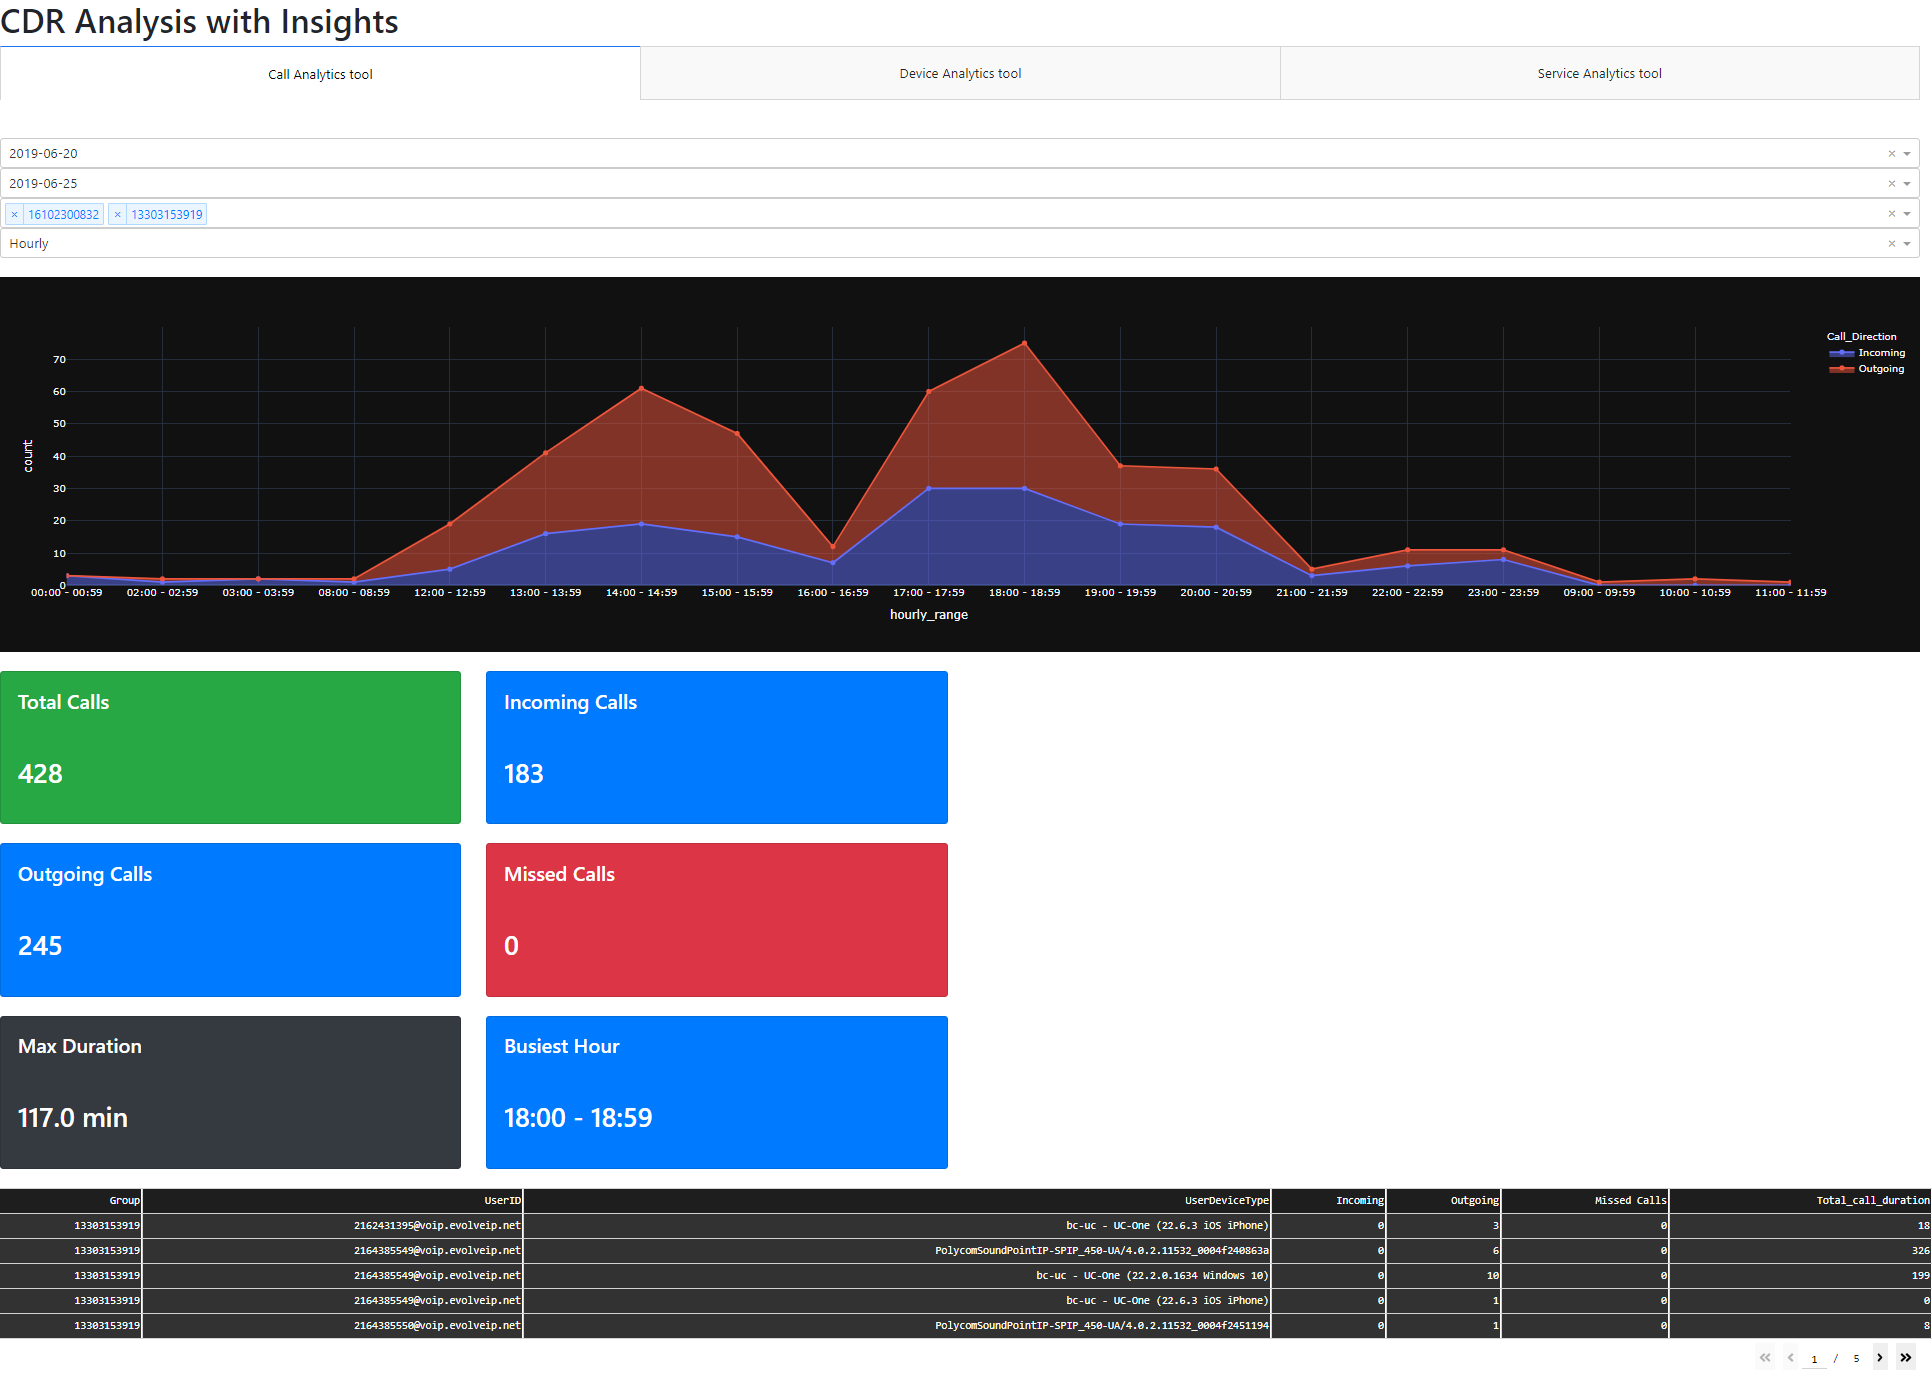 CDR Analysis with Insights
Call Analytics tool Device Analytics tool Service Analytics tool
2019-06-20 × 
2019-06-25 ×
× 16102300832 × 13303153919 ×
Hourly ×
Call_Direction
Incoming
Outgoing
70
60
50
40
30
20
10
0
count
00:00 - 00:59 02:00 - 02:59 03:00 - 03:59 08:00 - 08:59 12:00 - 12:59 13:00 - 13:59 14:00 - 14:59 15:00 - 15:59 16:00 - 16:59 17:00 - 17:59 18:00 - 18:59 19:00 - 19:59 20:00 - 20:59 21:00 - 21:59 22:00 - 22:59 23:00 - 23:59 09:00 - 09:59 10:00 - 10:59 11:00 - 11:59
hourly_range
Total Calls
428
Incoming Calls
183
Outgoing Calls
245
Missed Calls
0
Max Duration
117.0 min
Busiest Hour
18:00 - 18:59
Group UserID UserDeviceType Incoming Outgoing Missed Calls Total_call_duration
13303153919 2162431395@voip.evolveip.net bc-uc - UC-One (22.6.3 iOS iPhone) 0 3 0 18
13303153919 2164385549@voip.evolveip.net PolycomSoundPointIP-SPIP_450-UA/4.0.2.11532_0004f240863a 0 6 0 326
13303153919 2164385549@voip.evolveip.net bc-uc - UC-One (22.2.0.1634 Windows 10) 0 10 0 199
13303153919 2164385549@voip.evolveip.net bc-uc - UC-One (22.6.3 iOS iPhone) 0 1 0 0
13303153919 2164385550@voip.evolveip.net PolycomSoundPointIP-SPIP_450-UA/4.0.2.11532_0004f2451194 0 1 0 8
« ‹ 1 / 5 › »